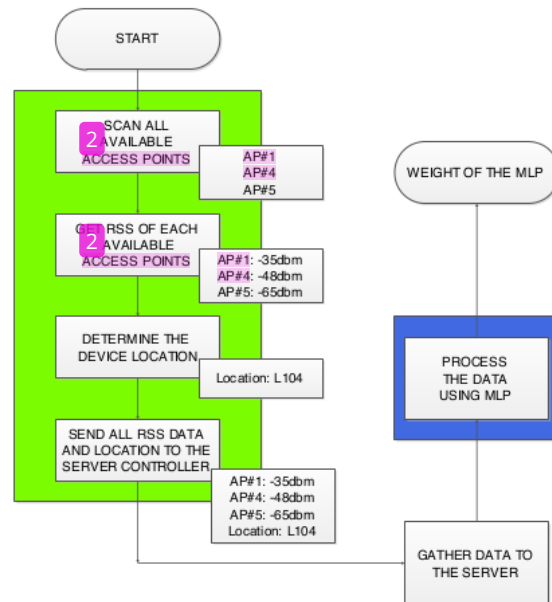 START
2
SCAN ALL
AVAILABLE
ACCESS POINTS
AP#1
AP#4
AP#5
2
GET RSS OF EACH
AVAILABLE
ACCESS POINTS
AP#1: -35dbm
AP#4: -48dbm
AP#5: -65dbm
DETERMINE THE
DEVICE LOCATION
Location: L104
SEND ALL RSS DATA
AND LOCATION TO THE
SERVER CONTROLLER
AP#1: -35dbm
AP#4: -48dbm
AP#5: -65dbm
Location: L104
GATHER DATA TO
THE SERVER
PROCESS
THE DATA
USING MLP
WEIGHT OF THE MLP